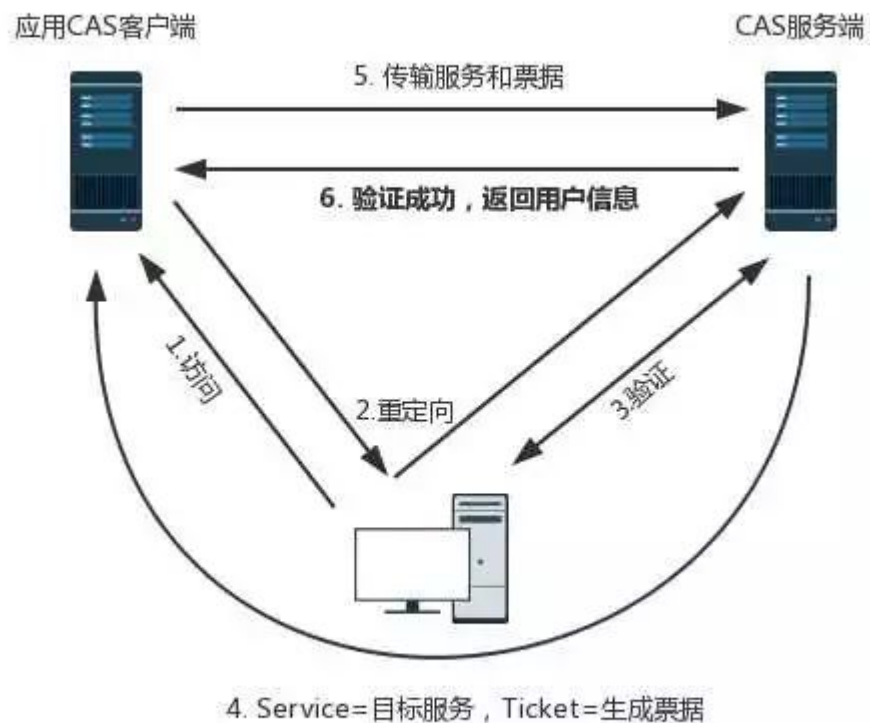 应用CAS客户端
CAS服务端
5. 传输服务和票据
6. 验证成功，返回用户信息
1.访问
2.重定向
3.验证
4. Service=目标服务，Ticket=生成票据